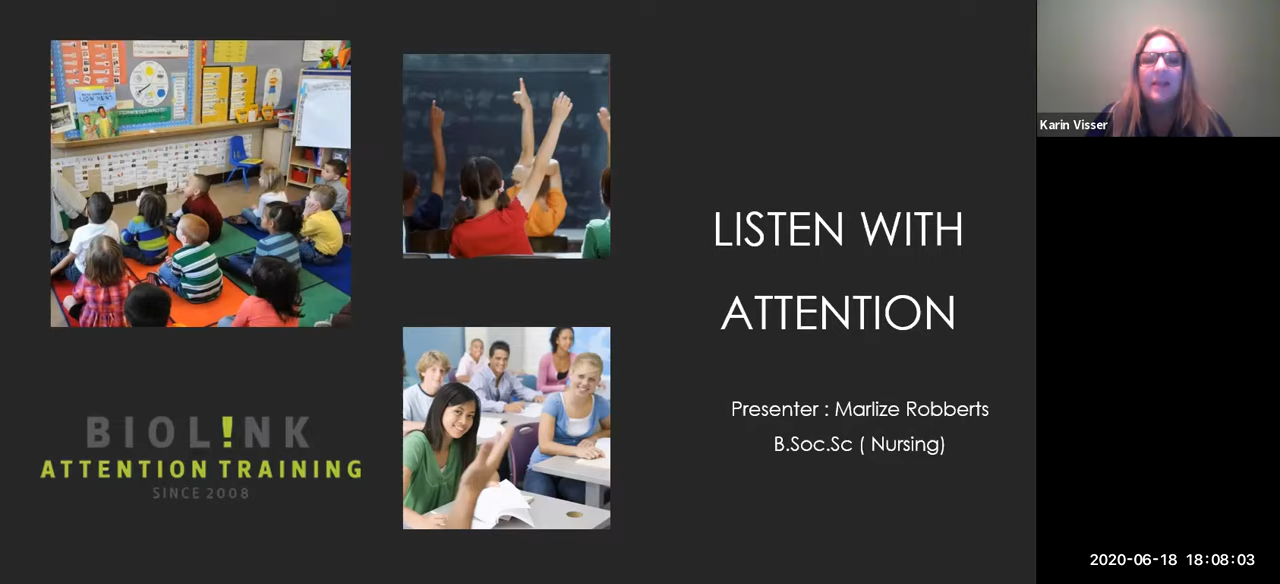 LISTEN WITH
ATTENTION
Presenter : Marlize Robberts
B.Soc.Sc ( Nursing)
BIOL!NK
ATTENTION TRAINING
SINCE 2008
Karin Visser
2020-06-18 18:08:03